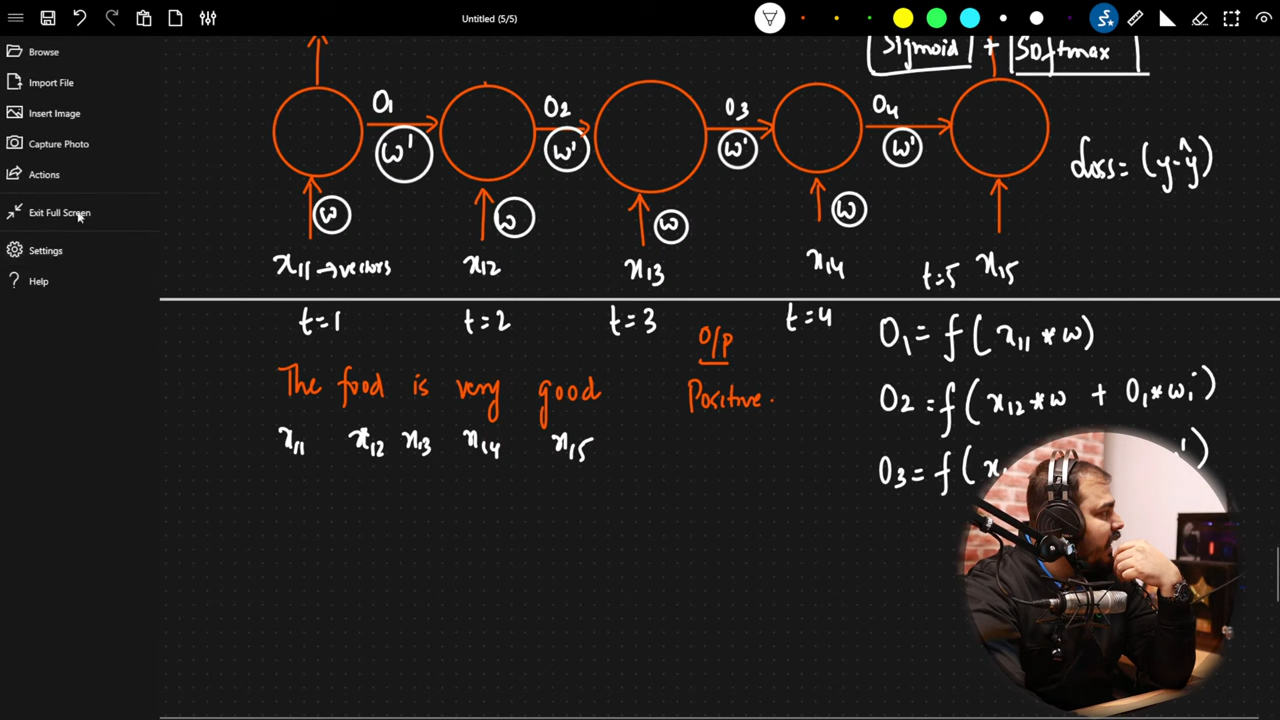 Untitled (5/5)
Browse
Import File
Insert Image
Capture Photo
Actions
Exit Full Screen
Settings
Help
Sigmoid + Softmax
O1 O2 O3 O4
w' w' w' w'
loss = (y-ŷ)
w w w w
x11 → vectors x12 x13 x14 t=5 x15
t=1 t=2 t=3 t=4
O/P
The food is very good Positive.
x11 x12 x13 x14 x15
O1 = f(x11 * w)
O2 = f(x12 * w + O1 * w')
O3 = f(x